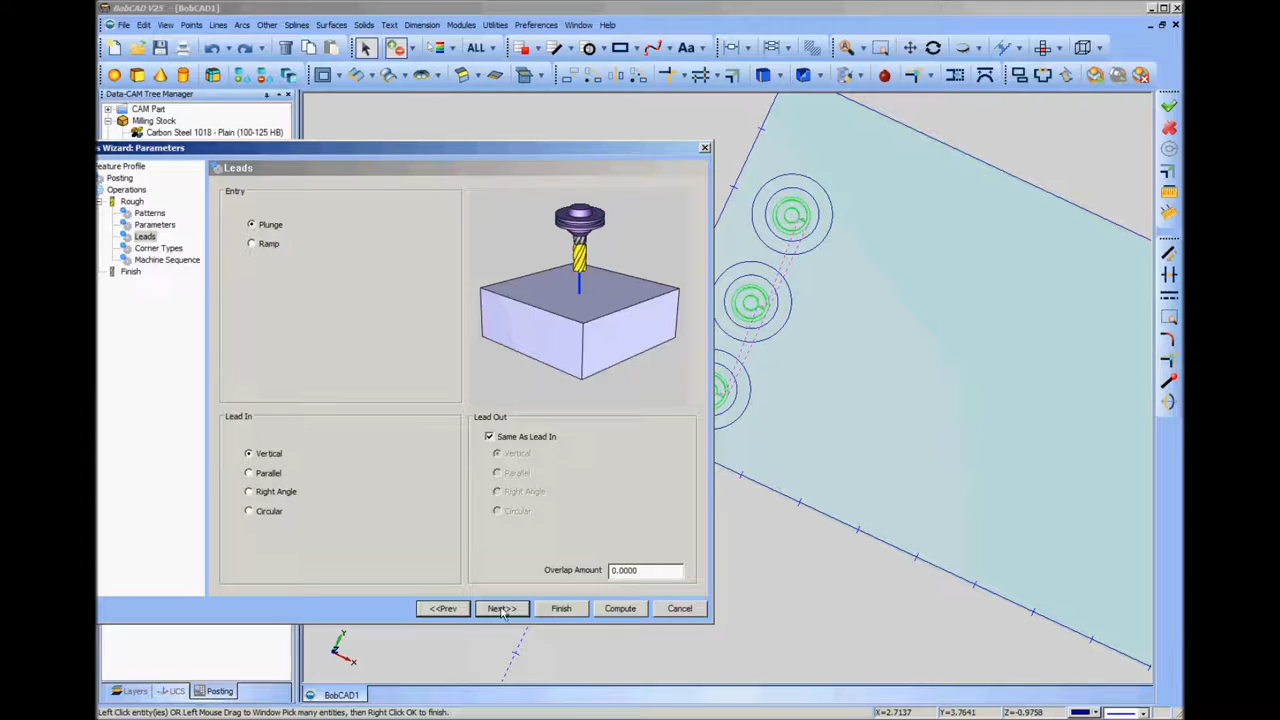 BobCAD V25 - [BobCAD1]
File Edit View Points Lines Arcs Other Splines Surfaces Solids Text Dimension Modules Utilities Preferences Window Help
ALL
Aa
Data-CAM Tree Manager
CAM Part
Milling Stock
Carbon Steel 1018 - Plain (100-125 HB)
s Wizard: Parameters
eature Profile
Posting
Operations
Rough
Patterns
Parameters
Leads
Corner Types
Machine Sequence
Finish
Leads
Entry
Plunge
Ramp
Lead In
Vertical
Parallel
Right Angle
Circular
Lead Out
Same As Lead In
Vertical
Parallel
Right Angle
Circular
Overlap Amount 0.0000
<<Prev Next>> Finish Compute Cancel
Y
X
Layers UCS Posting
BobCAD1
Left Click entity(ies) OR Left Mouse Drag to Window Pick many entities, then Right Click OK to finish.
X=2.7137 Y=3.7641 Z=-0.9758